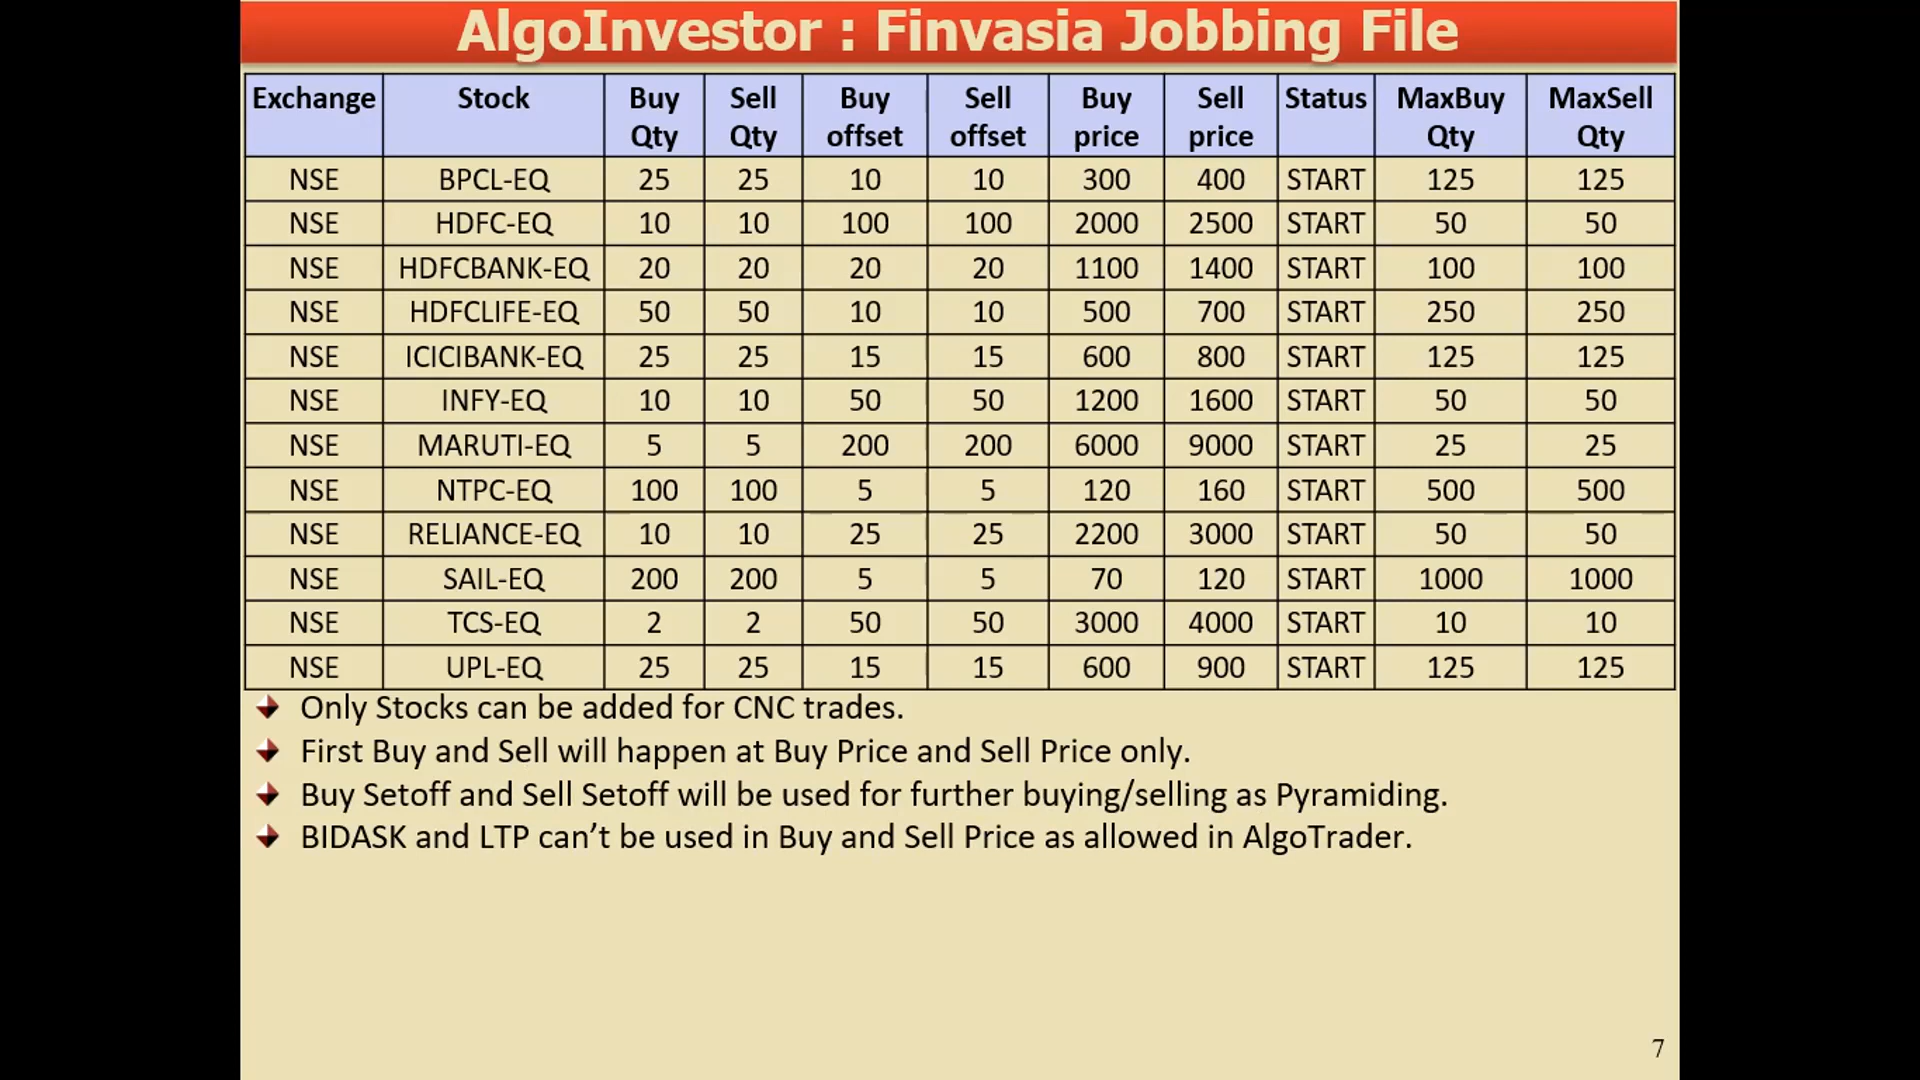 AlgoInvestor : Finvasia Jobbing File
Exchange Stock Buy Qty Sell Qty Buy offset Sell offset Buy price Sell price Status MaxBuy Qty MaxSell Qty
NSE BPCL-EQ 25 25 10 10 300 400 START 125 125
NSE HDFC-EQ 10 10 100 100 2000 2500 START 50 50
NSE HDFCBANK-EQ 20 20 20 20 1100 1400 START 100 100
NSE HDFCLIFE-EQ 50 50 10 10 500 700 START 250 250
NSE ICICIBANK-EQ 25 25 15 15 600 800 START 125 125
NSE INFY-EQ 10 10 50 50 1200 1600 START 50 50
NSE MARUTI-EQ 5 5 200 200 6000 9000 START 25 25
NSE NTPC-EQ 100 100 5 5 120 160 START 500 500
NSE RELIANCE-EQ 10 10 25 25 2200 3000 START 50 50
NSE SAIL-EQ 200 200 5 5 70 120 START 1000 1000
NSE TCS-EQ 2 2 50 50 3000 4000 START 10 10
NSE UPL-EQ 25 25 15 15 600 900 START 125 125
Only Stocks can be added for CNC trades.
First Buy and Sell will happen at Buy Price and Sell Price only.
Buy Setoff and Sell Setoff will be used for further buying/selling as Pyramiding.
BIDASK and LTP can’t be used in Buy and Sell Price as allowed in AlgoTrader.
7